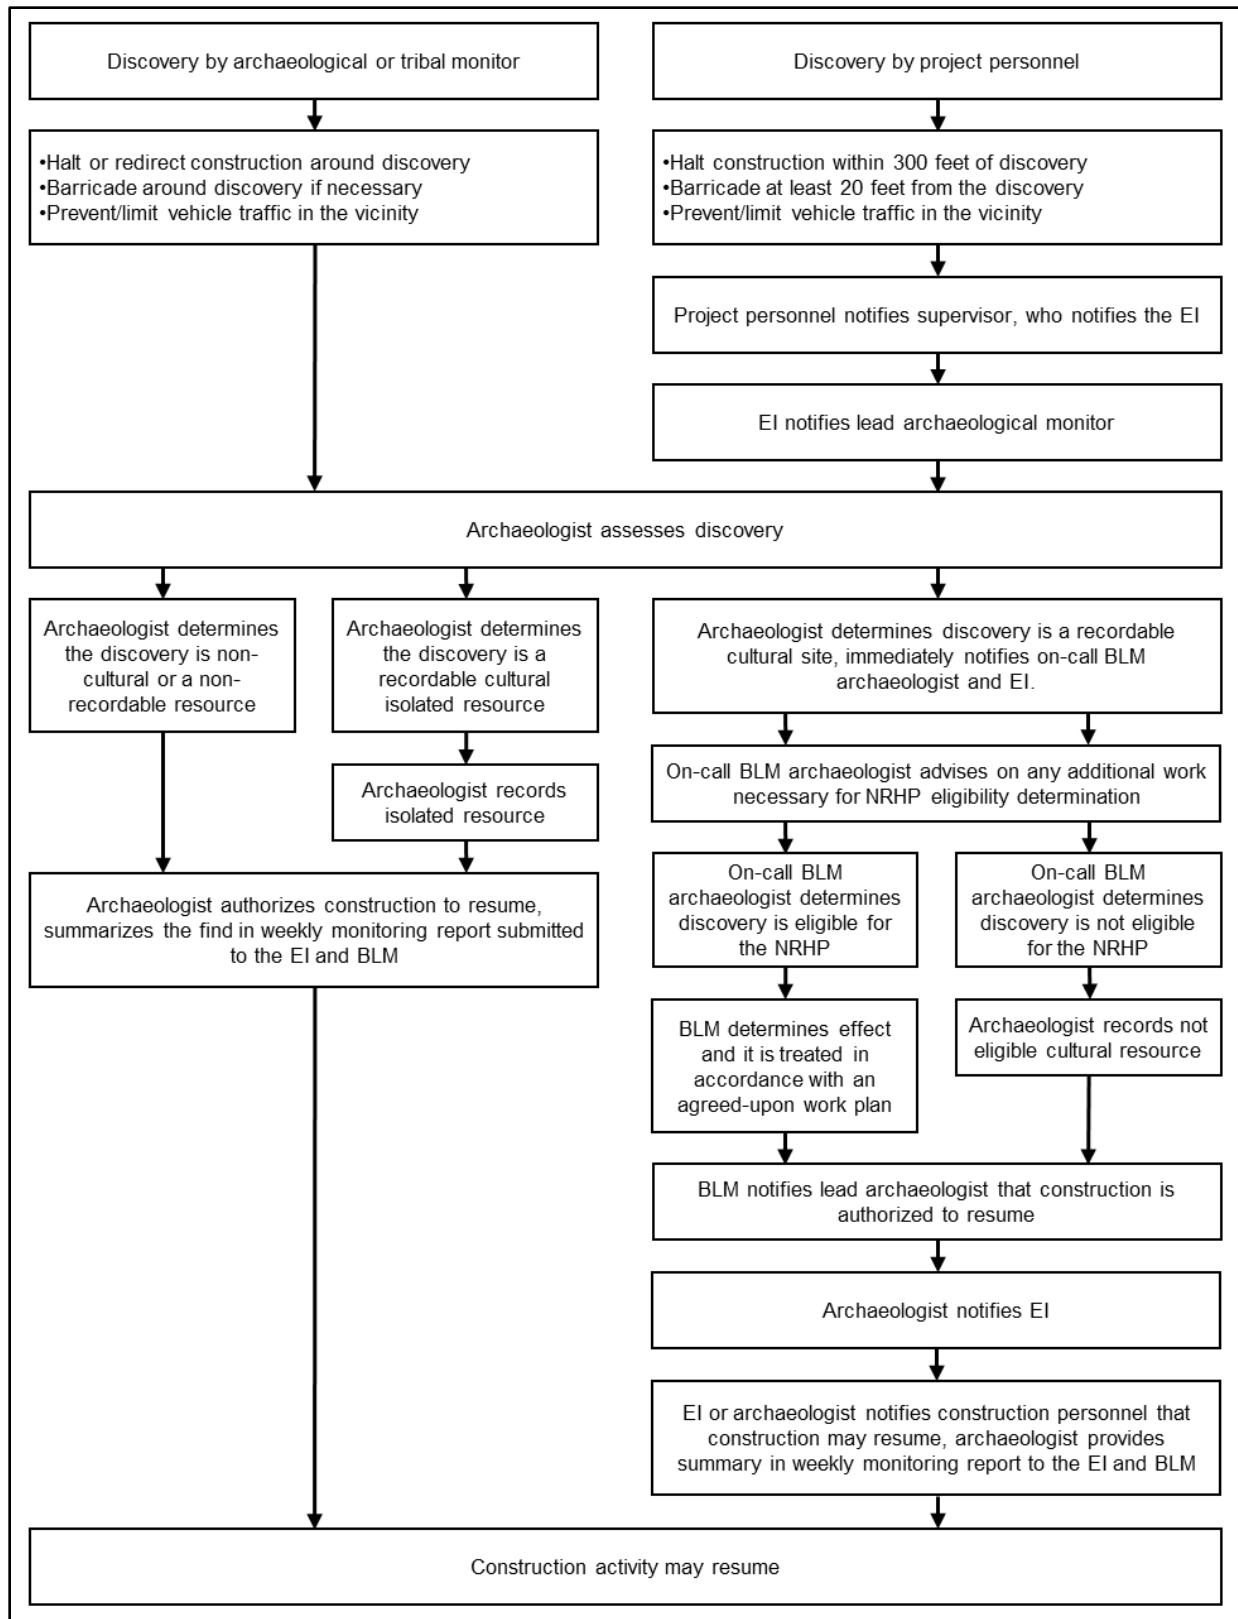 Discovery by archaeological or tribal monitor
Discovery by project personnel
•Halt or redirect construction around discovery
•Barricade around discovery if necessary
•Prevent/limit vehicle traffic in the vicinity
•Halt construction within 300 feet of discovery
•Barricade at least 20 feet from the discovery
•Prevent/limit vehicle traffic in the vicinity
Project personnel notifies supervisor, who notifies the EI
EI notifies lead archaeological monitor
Archaeologist assesses discovery
Archaeologist determines
the discovery is non-
cultural or a non-
recordable resource
Archaeologist determines
the discovery is a
recordable cultural
isolated resource
Archaeologist determines discovery is a recordable
cultural site, immediately notifies on-call BLM
archaeologist and EI.
Archaeologist records
isolated resource
On-call BLM archaeologist advises on any additional work
necessary for NRHP eligibility determination
Archaeologist authorizes construction to resume,
summarizes the find in weekly monitoring report submitted
to the EI and BLM
On-call BLM
archaeologist determines
discovery is eligible for
the NRHP
On-call BLM
archaeologist determines
discovery is not eligible
for the NRHP
BLM determines effect
and it is treated in
accordance with an
agreed-upon work plan
Archaeologist records not
eligible cultural resource
BLM notifies lead archaeologist that construction is
authorized to resume
Archaeologist notifies EI
EI or archaeologist notifies construction personnel that
construction may resume, archaeologist provides
summary in weekly monitoring report to the EI and BLM
Construction activity may resume